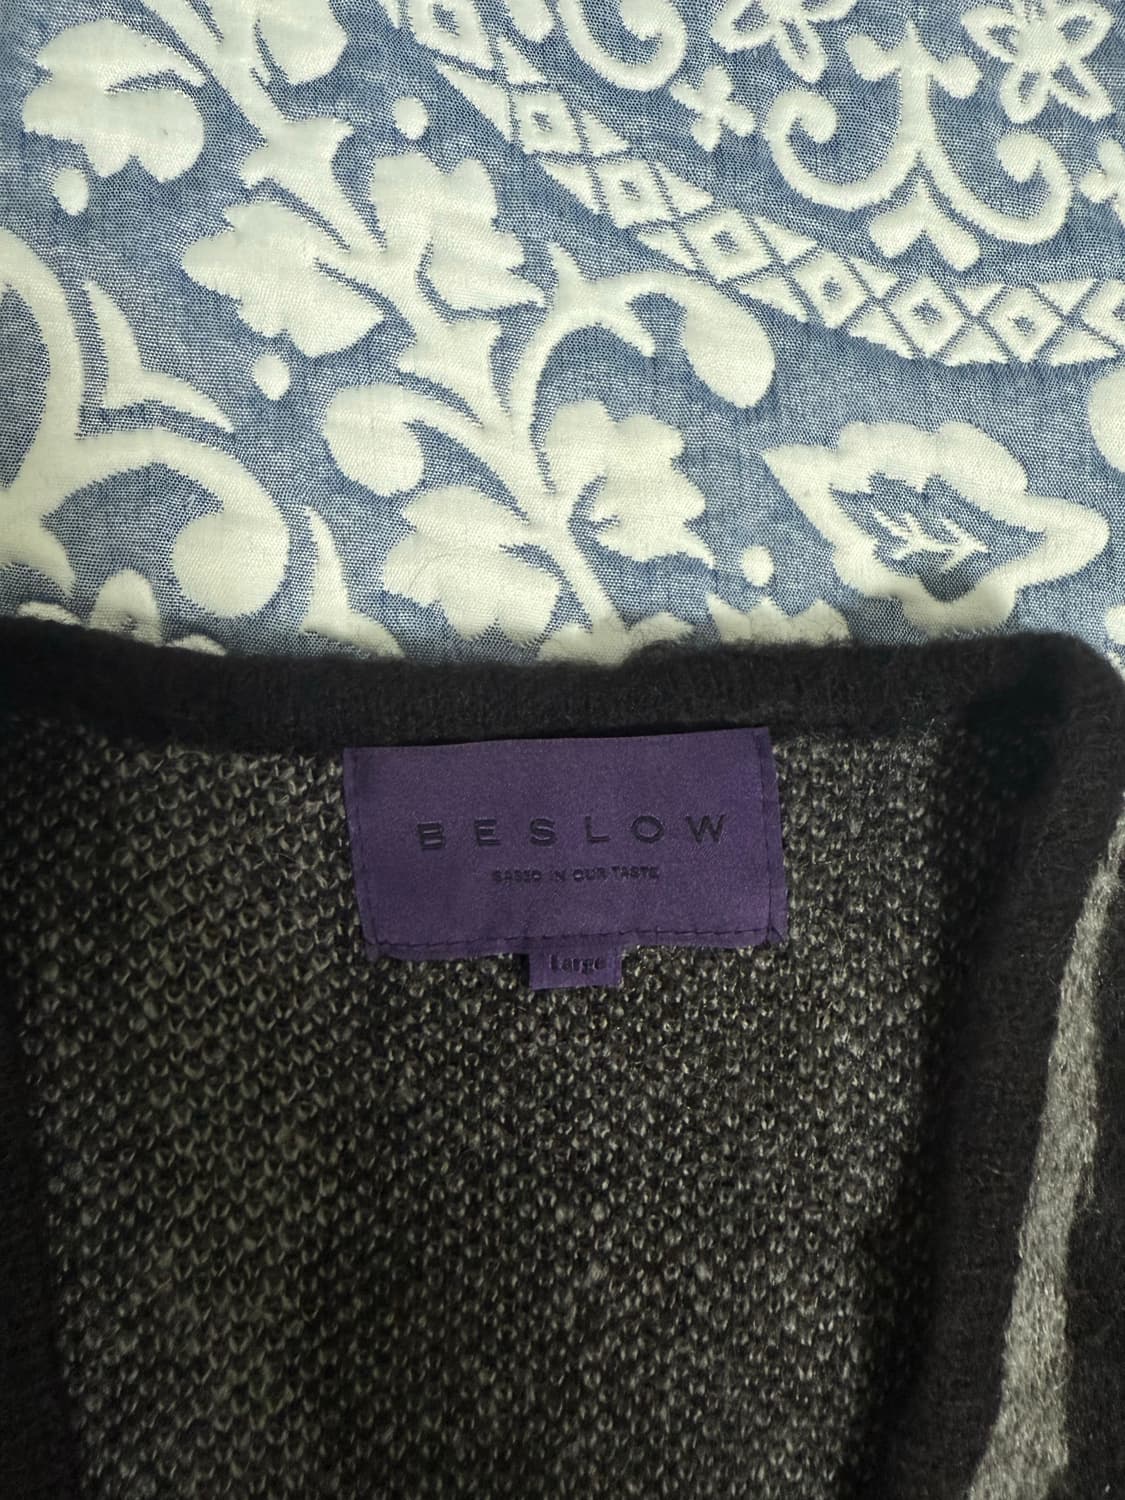 BESLOW
BASED IN OUR TASTE
Large